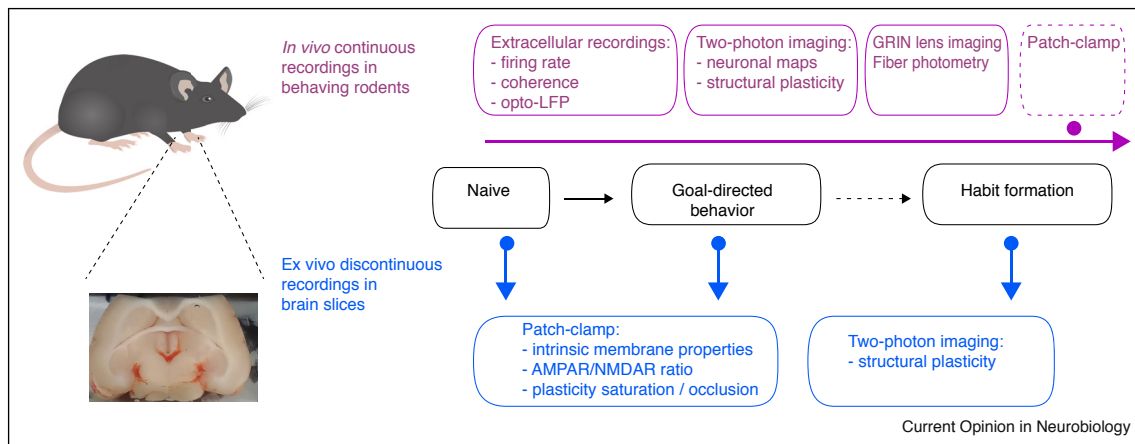 In vivo continuous
recordings in
behaving rodents
Extracellular recordings:
- firing rate
- coherence
- opto-LFP
Two-photon imaging:
- neuronal maps
- structural plasticity
GRIN lens imaging
Fiber photometry
Patch-clamp
Naive
Goal-directed
behavior
Habit formation
Ex vivo discontinuous
recordings in
brain slices
Patch-clamp:
- intrinsic membrane properties
- AMPAR/NMDAR ratio
- plasticity saturation / occlusion
Two-photon imaging:
- structural plasticity
Current Opinion in Neurobiology